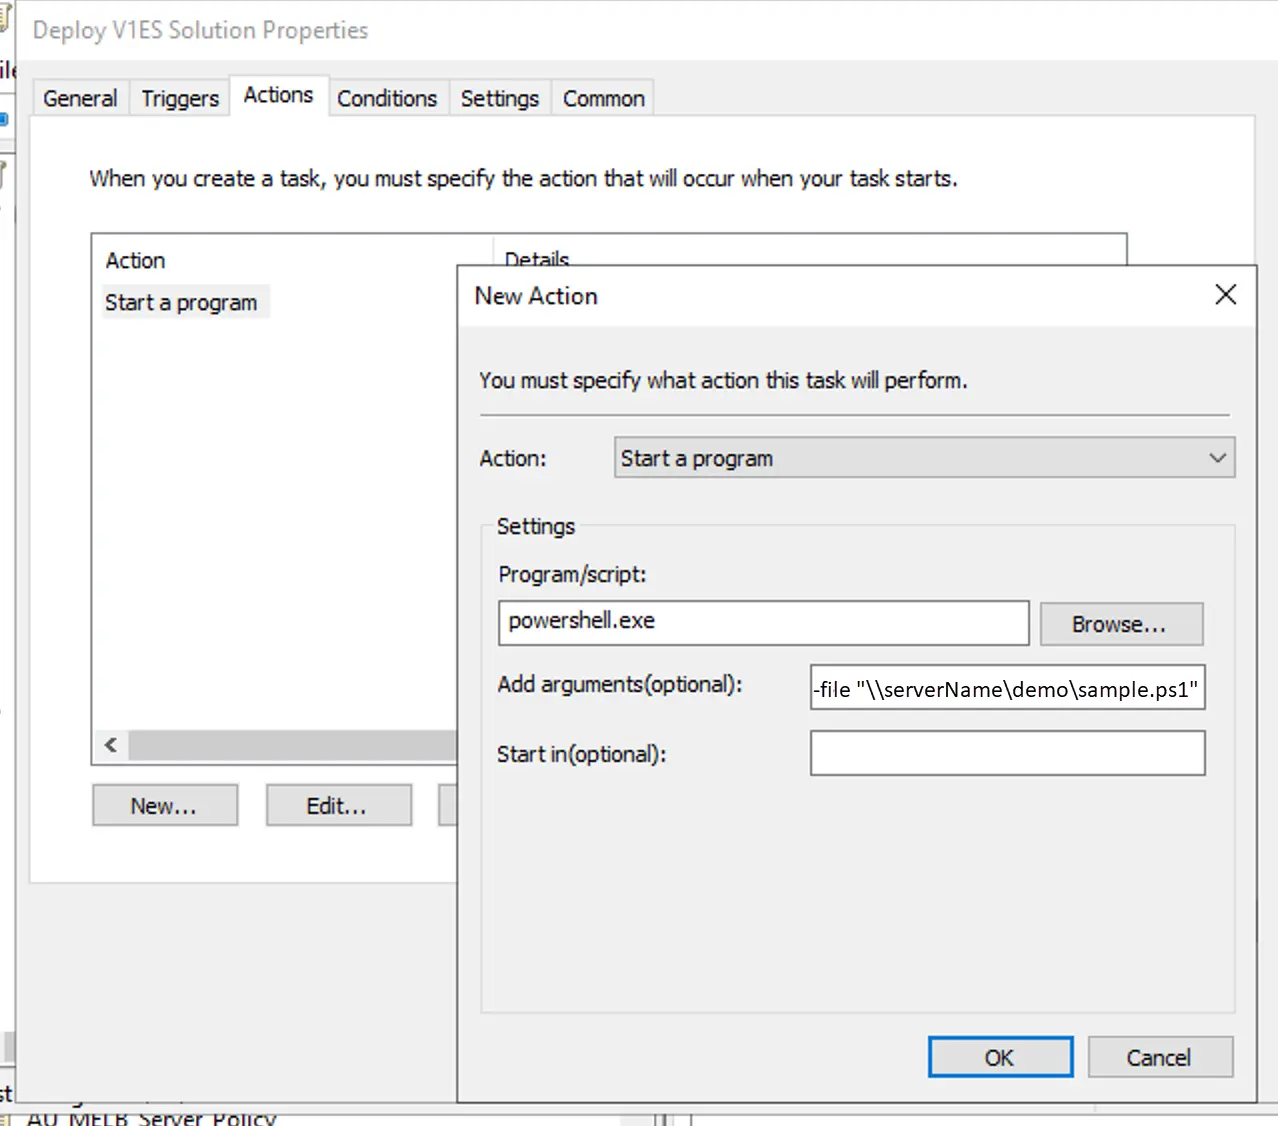 Deploy V1ES Solution Properties
General Triggers Actions Conditions Settings Common
When you create a task, you must specify the action that will occur when your task starts.
Action Details
Start a program
New Action
You must specify what action this task will perform.
Action: Start a program
Settings
Program/script:
powershell.exe Browse...
Add arguments(optional): -file "\\serverName\demo\sample.ps1"
Start in(optional):
New... Edit...
OK Cancel
AU_MELB_Server Policy